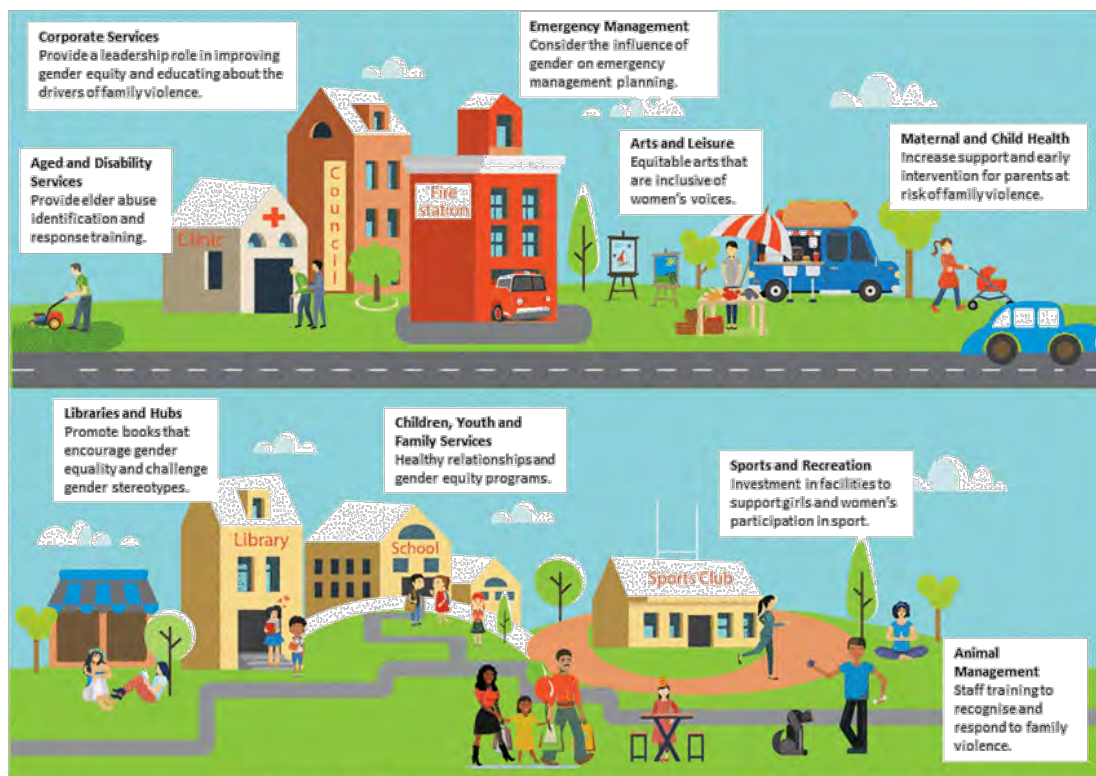 Corporate Services
Provide a leadership role in improving
gender equity and educating about the
drivers of family violence.
Emergency Management
Consider the influence of
gender on emergency
management planning.
Aged and Disability
Services
Provide elder abuse
identification and
response training.
Arts and Leisure
Equitable arts that
are inclusive of
women's voices.
Maternal and Child Health
Increase support and early
intervention for parents at
risk of family violence.
Clinic
Council
Fire
station
Libraries and Hubs
Promote books that
encourage gender
equality and challenge
gender stereotypes.
Children, Youth and
Family Services
Healthy relationships and
gender equity programs.
Sports and Recreation
Investment in facilities to
support girls and women's
participation in sport.
Library
School
Sports Club
Animal
Management
Staff training to
recognise and
respond to family
violence.